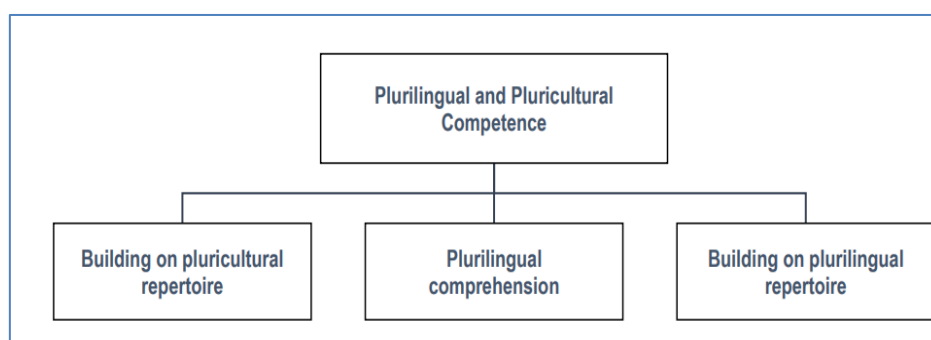 Plurilingual and Pluricultural
Competence
Building on pluricultural
repertoire
Plurilingual
comprehension
Building on plurilingual
repertoire